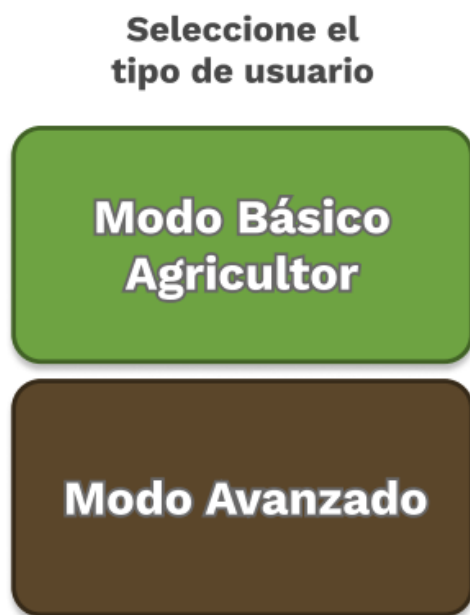 Seleccione el
tipo de usuario
Modo Básico
Agricultor
Modo Avanzado